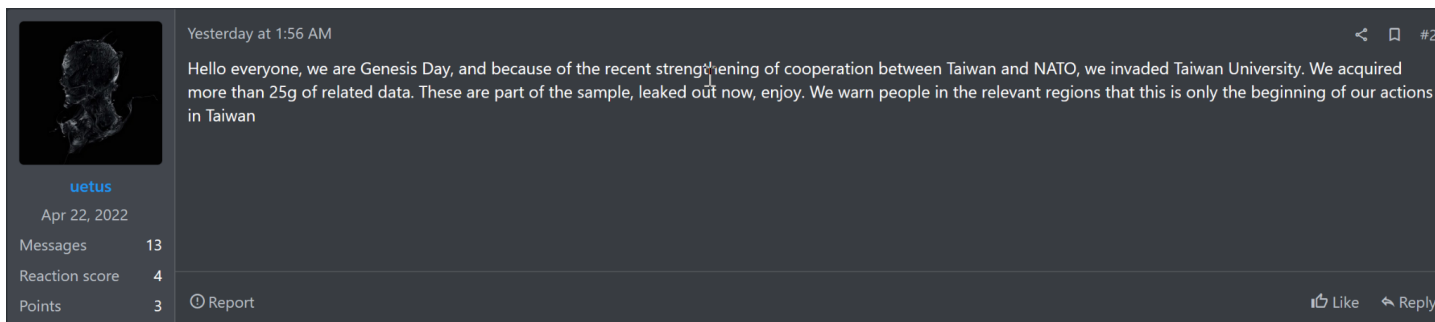 Yesterday at 1:56 AM
#2
Hello everyone, we are Genesis Day, and because of the recent strengthening of cooperation between Taiwan and NATO, we invaded Taiwan University. We acquired
more than 25g of related data. These are part of the sample, leaked out now, enjoy. We warn people in the relevant regions that this is only the beginning of our actions
in Taiwan
uetus
Apr 22, 2022
Messages 13
Reaction score 4
Points 3
Report
Like
Reply